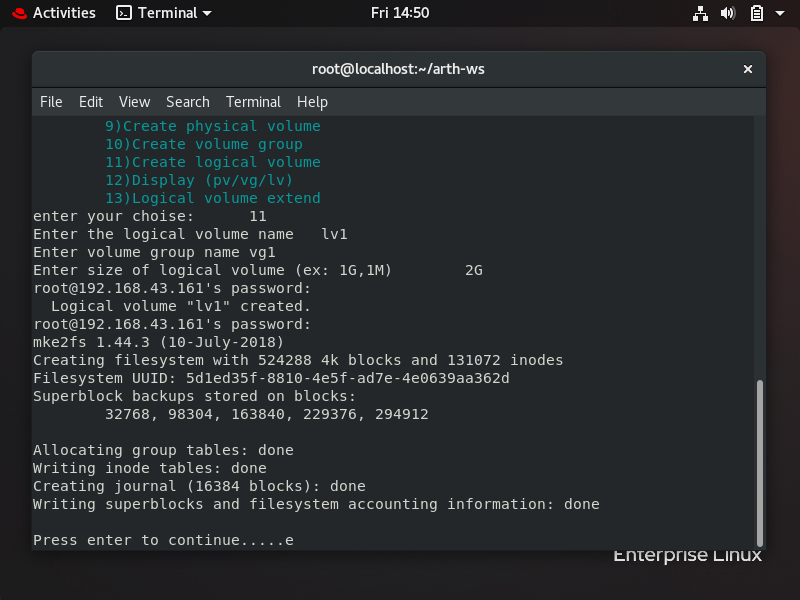 Activities Terminal Fri 14:50
root@localhost:~/arth-ws
File Edit View Search Terminal Help
9)Create physical volume
10)Create volume group
11)Create logical volume
12)Display (pv/vg/lv)
13)Logical volume extend
enter your choise: 11
Enter the logical volume name lv1
Enter volume group name vg1
Enter size of logical volume (ex: 1G,1M) 2G
root@192.168.43.161's password:
Logical volume "lv1" created.
root@192.168.43.161's password:
mke2fs 1.44.3 (10-July-2018)
Creating filesystem with 524288 4k blocks and 131072 inodes
Filesystem UUID: 5d1ed35f-8810-4e5f-ad7e-4e0639aa362d
Superblock backups stored on blocks:
32768, 98304, 163840, 229376, 294912
Allocating group tables: done
Writing inode tables: done
Creating journal (16384 blocks): done
Writing superblocks and filesystem accounting information: done
Press enter to continue.....e
Enterprise Linux